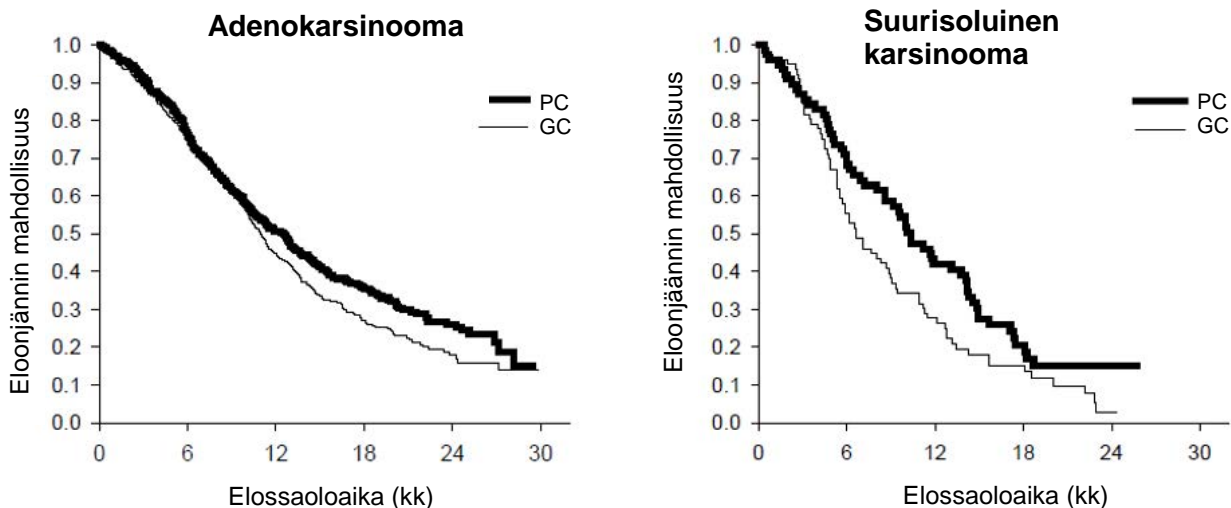 Adenokarsinooma
Eloonjännin mahdollisuus
1.0
0.9
0.8
0.7
0.6
0.5
0.4
0.3
0.2
0.1
0.0
PC
GC
0 6 12 18 24 30
Elossaoloaika (kk)
Suurisoluinen
karsinooma
Eloonjäännin mahdollisuus
1.0
0.9
0.8
0.7
0.6
0.5
0.4
0.3
0.2
0.1
0.0
PC
GC
0 6 12 18 24 30
Elossaoloaika (kk)